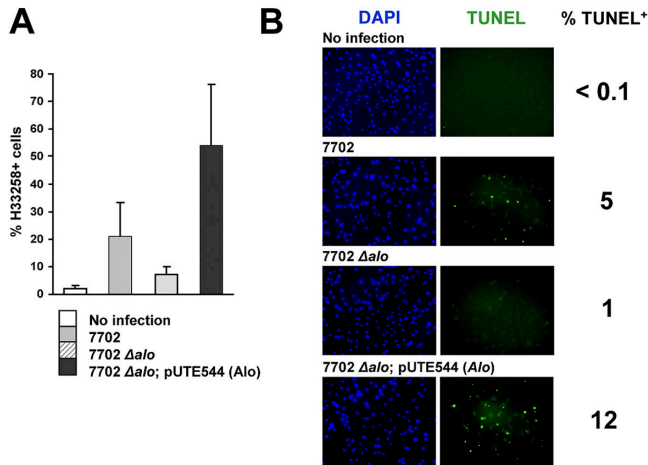 A
% H33258+ cells
80
70
60
50
40
30
20
10
0
No infection
7702
7702 Δalo
7702 Δalo; pUTE544 (Alo)
B
DAPI TUNEL % TUNEL+
No infection
< 0.1
7702
5
7702 Δalo
1
7702 Δalo; pUTE544 (Alo)
12